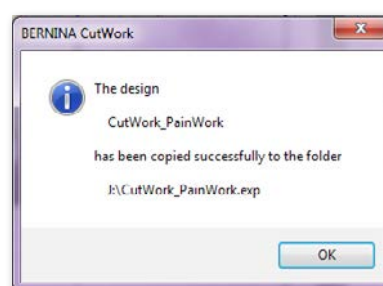 BERNINA CutWork
The design
CutWork_PainWork
has been copied successfully to the folder
J:\CutWork_PainWork.exp
OK